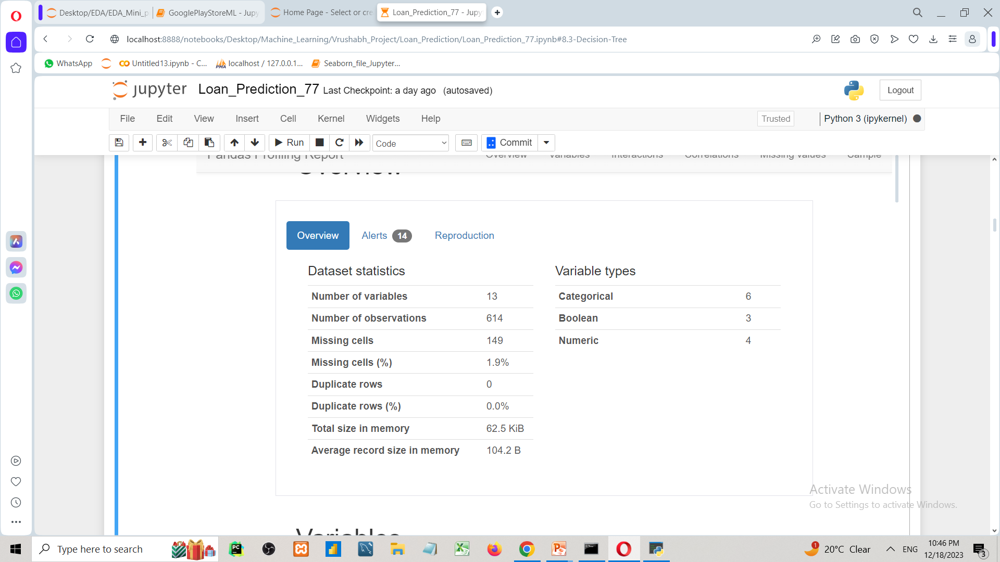 Desktop/EDA/EDA_Mini_p
GooglePlayStoreML - Jupy
Home Page - Select or cre
Loan_Prediction_77 - Jupy
localhost:8888/notebooks/Desktop/Machine_Learning/Vrushabh_Project/Loan_Prediction/Loan_Prediction_77.ipynb#8.3-Decision-Tree
WhatsApp
Untitled13.ipynb - C...
PMA
localhost / 127.0.0.1...
Seaborn_file_Jupyter...
jupyter Loan_Prediction_77 Last Checkpoint: a day ago (autosaved)
Logout
File Edit View Insert Cell Kernel Widgets Help
Trusted
Python 3 (ipykernel)
Run
Code
Commit
Pandas Profiling Report
Overview Variables Interactions Correlations Missing values Sample
Overview
Overview
Alerts 14
Reproduction
Dataset statistics
Number of variables 13
Number of observations 614
Missing cells 149
Missing cells (%) 1.9%
Duplicate rows 0
Duplicate rows (%) 0.0%
Total size in memory 62.5 KiB
Average record size in memory 104.2 B
Variable types
Categorical 6
Boolean 3
Numeric 4
Activate Windows
Go to Settings to activate Windows.
Variables
Type here to search
PC
1
20°C Clear
ENG
10:46 PM
12/18/2023
3